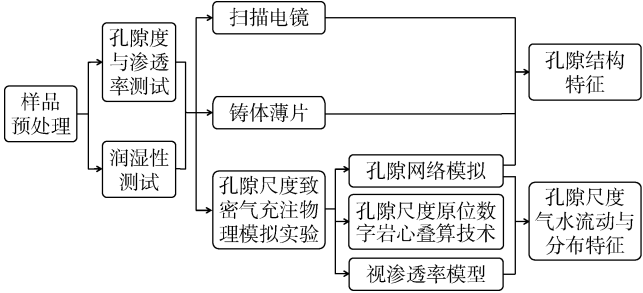 样品
预处理
孔隙度
与渗透
率测试
润湿性
测试
扫描电镜
铸体薄片
孔隙尺度致
密气充注物
理模拟实验
孔隙网络模拟
孔隙尺度原位数
字岩心叠算技术
视渗透率模型
孔隙结构
特征
孔隙尺度
气水流动与
分布特征